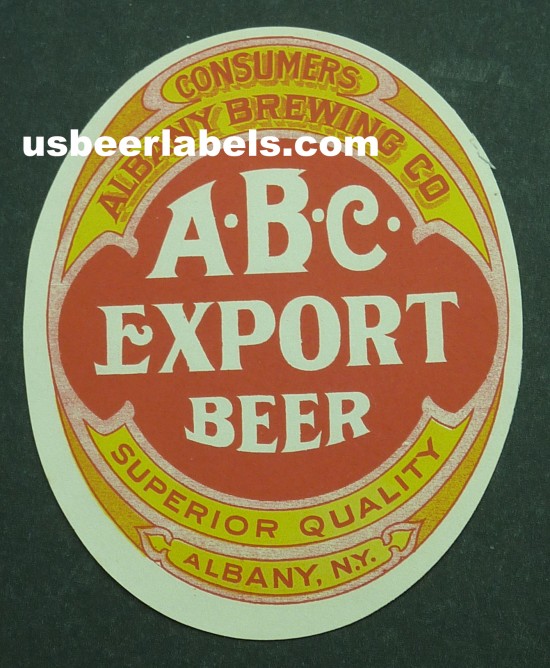 CONSUMERS
ALBANY BREWING CO
usbeerlabels.com
A·B·C·
EXPORT
BEER
SUPERIOR QUALITY
ALBANY, N.Y.